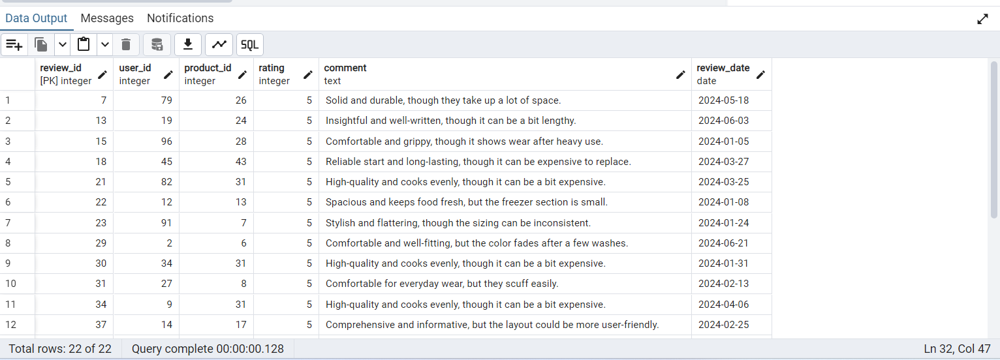 Data Output Messages Notifications
SQL
review_id user_id product_id rating comment review_date
[PK] integer integer integer integer text date
1 7 79 26 5 Solid and durable, though they take up a lot of space. 2024-05-18
2 13 19 24 5 Insightful and well-written, though it can be a bit lengthy. 2024-06-03
3 15 96 28 5 Comfortable and grippy, though it shows wear after heavy use. 2024-01-05
4 18 45 43 5 Reliable start and long-lasting, though it can be expensive to replace. 2024-03-27
5 21 82 31 5 High-quality and cooks evenly, though it can be a bit expensive. 2024-03-25
6 22 12 13 5 Spacious and keeps food fresh, but the freezer section is small. 2024-01-08
7 23 91 7 5 Stylish and flattering, though the sizing can be inconsistent. 2024-01-24
8 29 2 6 5 Comfortable and well-fitting, but the color fades after a few washes. 2024-06-21
9 30 34 31 5 High-quality and cooks evenly, though it can be a bit expensive. 2024-01-31
10 31 27 8 5 Comfortable for everyday wear, but they scuff easily. 2024-02-13
11 34 9 31 5 High-quality and cooks evenly, though it can be a bit expensive. 2024-04-06
12 37 14 17 5 Comprehensive and informative, but the layout could be more user-friendly. 2024-02-25
Total rows: 22 of 22 Query complete 00:00:00.128 Ln 32, Col 47